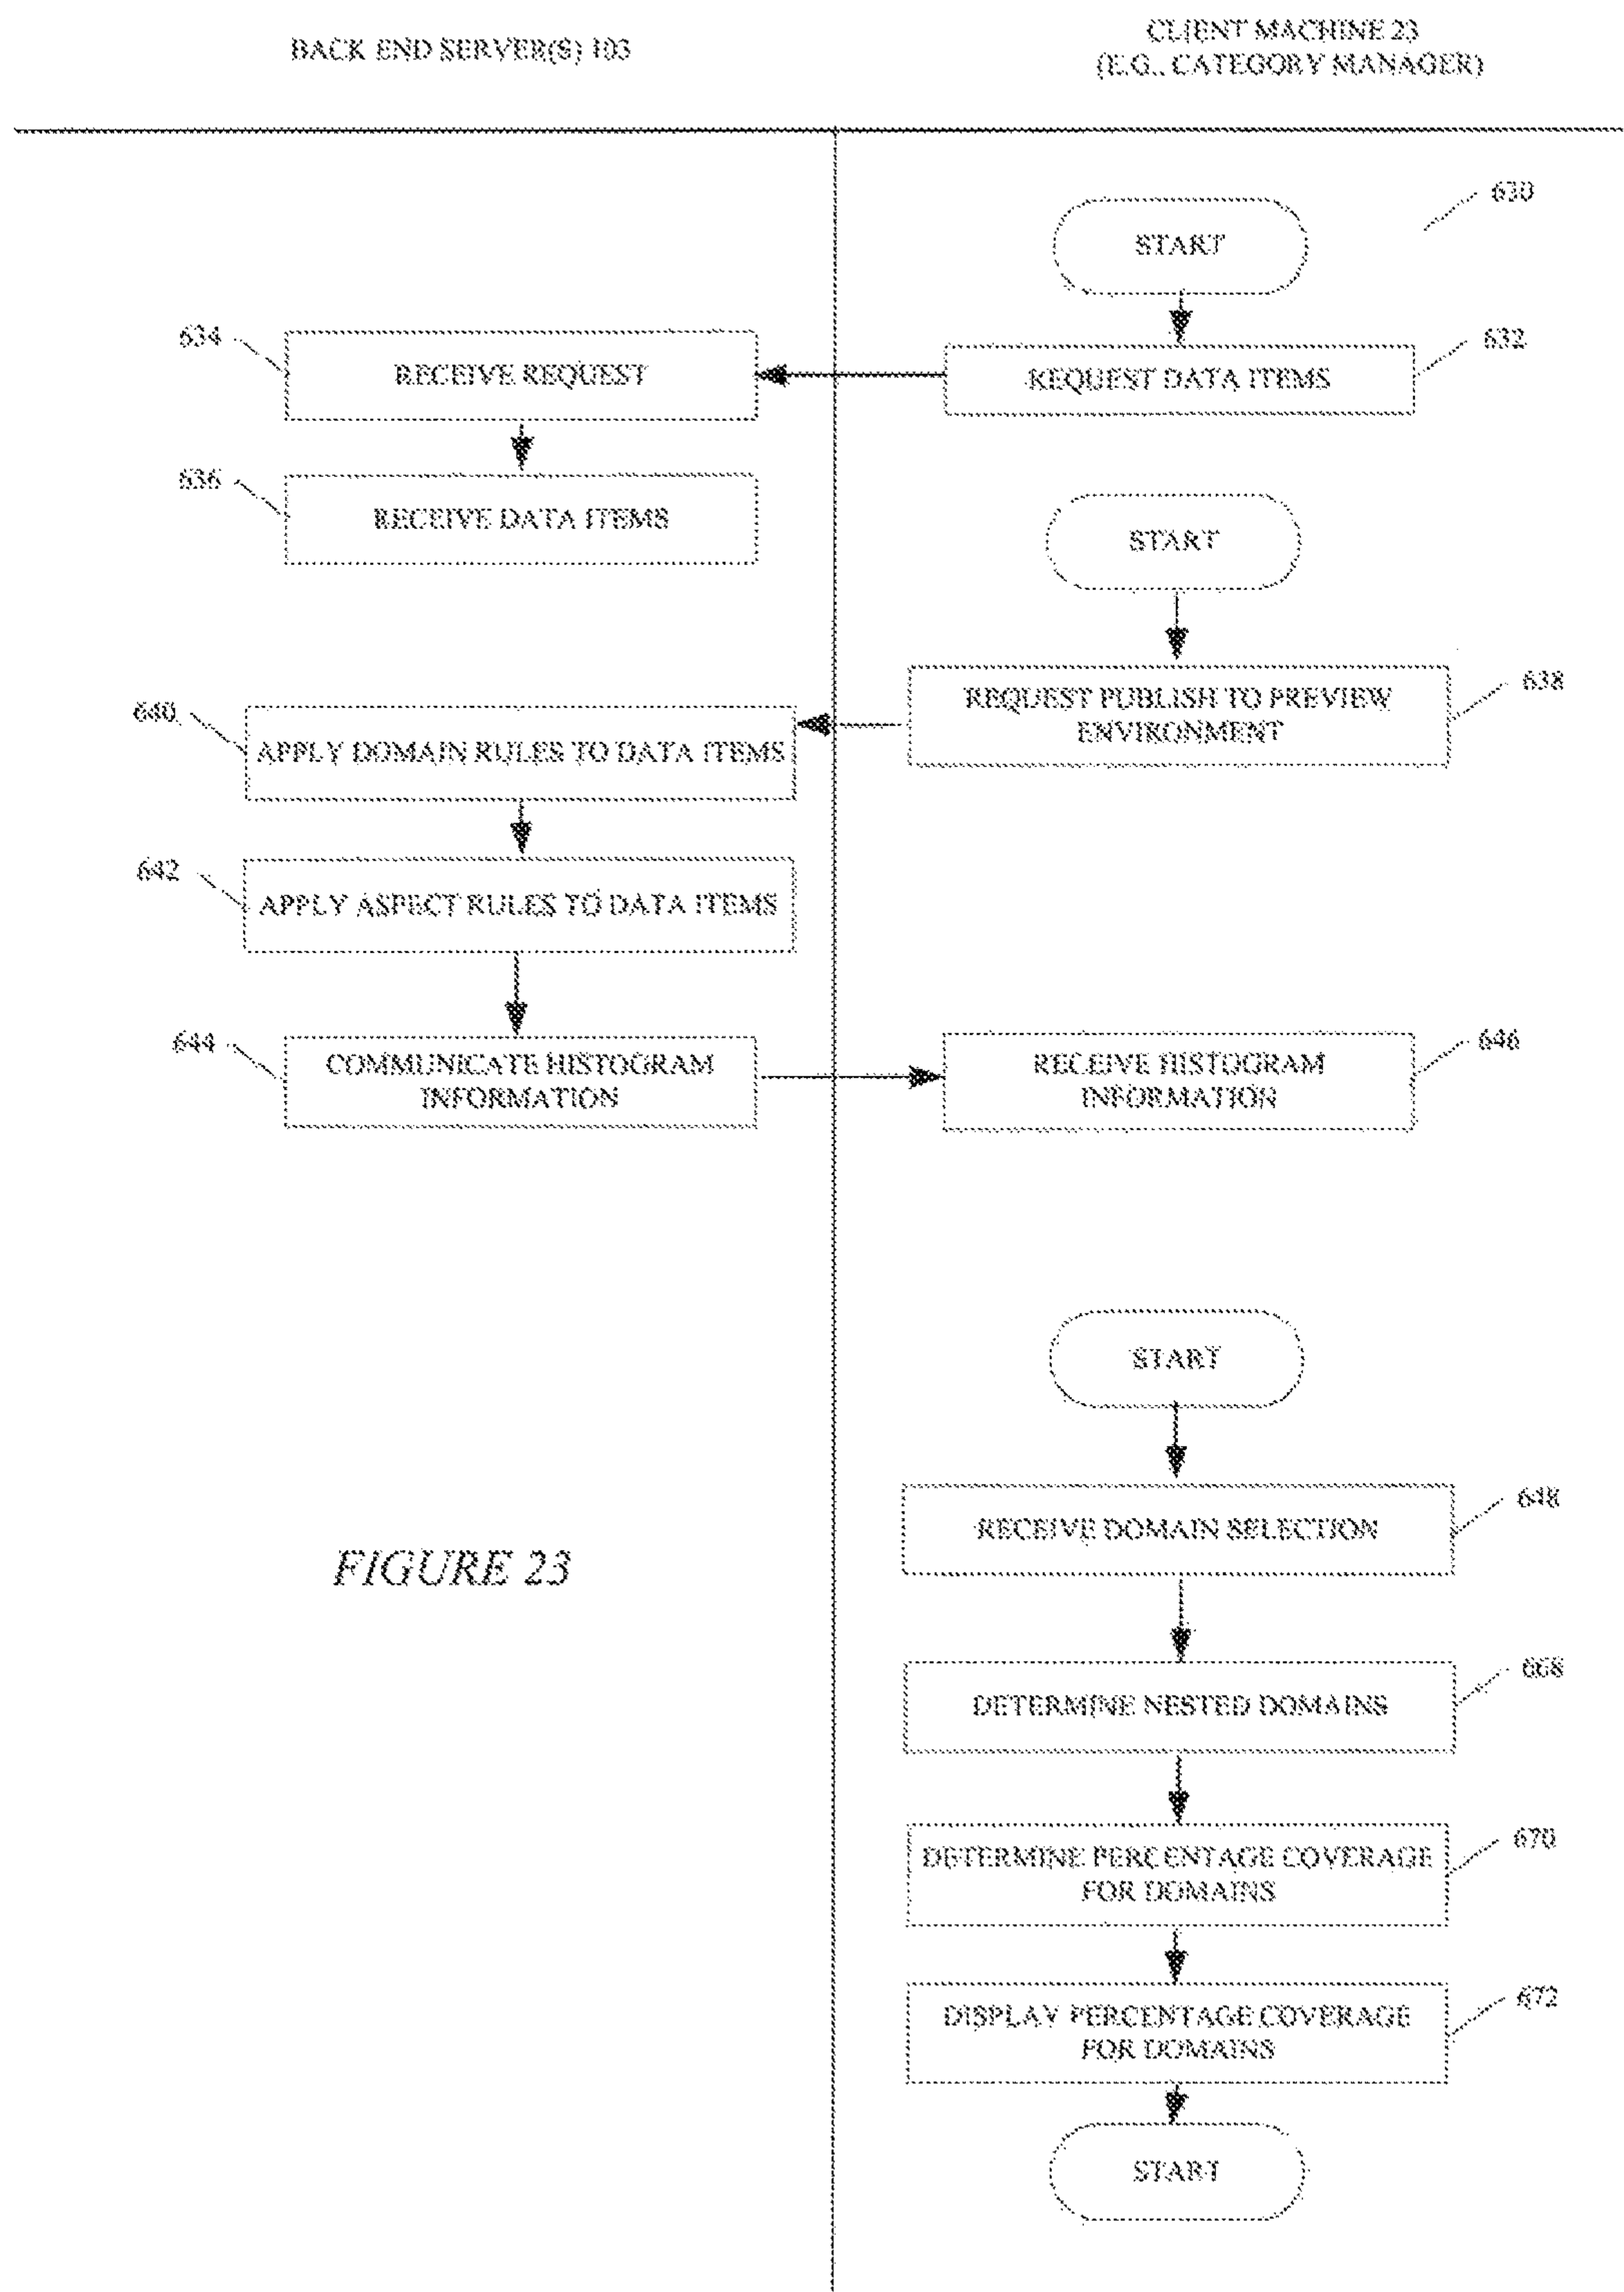 BACK END SERVER(S) 103
CLIENT MACHINE 23
(E.G., CATEGORY MANAGER)
630
START
634
RECEIVE REQUEST
632
REQUEST DATA ITEMS
636
RECEIVE DATA ITEMS
START
638
REQUEST PUBLISH TO PREVIEW
ENVIRONMENT
640
APPLY DOMAIN RULES TO DATA ITEMS
642
APPLY ASPECT RULES TO DATA ITEMS
644
COMMUNICATE HISTOGRAM
INFORMATION
646
RECEIVE HISTOGRAM
INFORMATION
START
648
RECEIVE DOMAIN SELECTION
FIGURE 23
668
DETERMINE NESTED DOMAINS
670
DETERMINE PERCENTAGE COVERAGE
FOR DOMAINS
672
DISPLAY PERCENTAGE COVERAGE
FOR DOMAINS
START